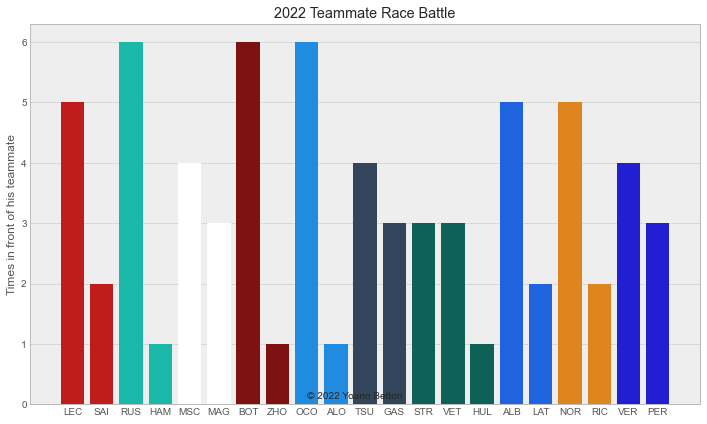 2022 Teammate Race Battle
Times in front of his teammate
6
5
4
3
2
1
0
© 2022 Yoann Betton
LEC SAI RUS HAM MSC MAG BOT ZHO OCO ALO TSU GAS STR VET HUL ALB LAT NOR RIC VER PER